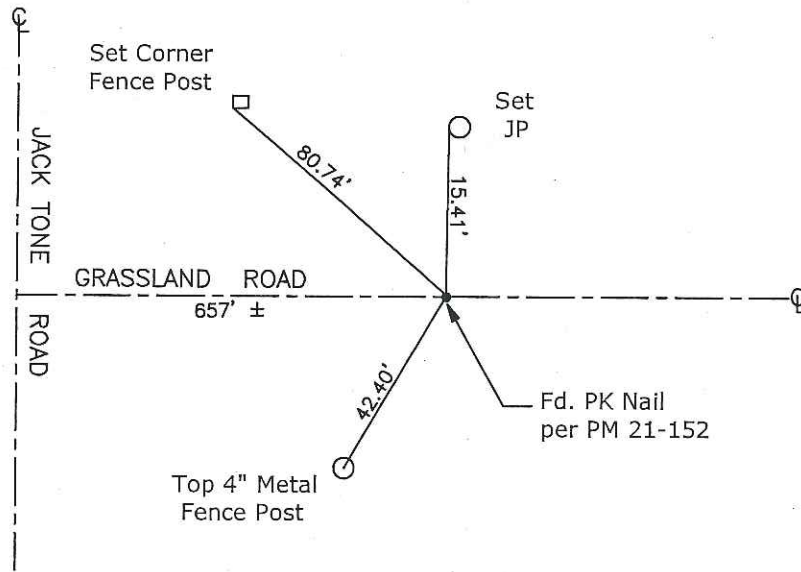 ℄
Set Corner
Fence Post
Set
JP
80.74'
15.41'
JACK TONE
ROAD
GRASSLAND ROAD
657' ±
℄
42.40'
Fd. PK Nail
per PM 21-152
Top 4" Metal
Fence Post